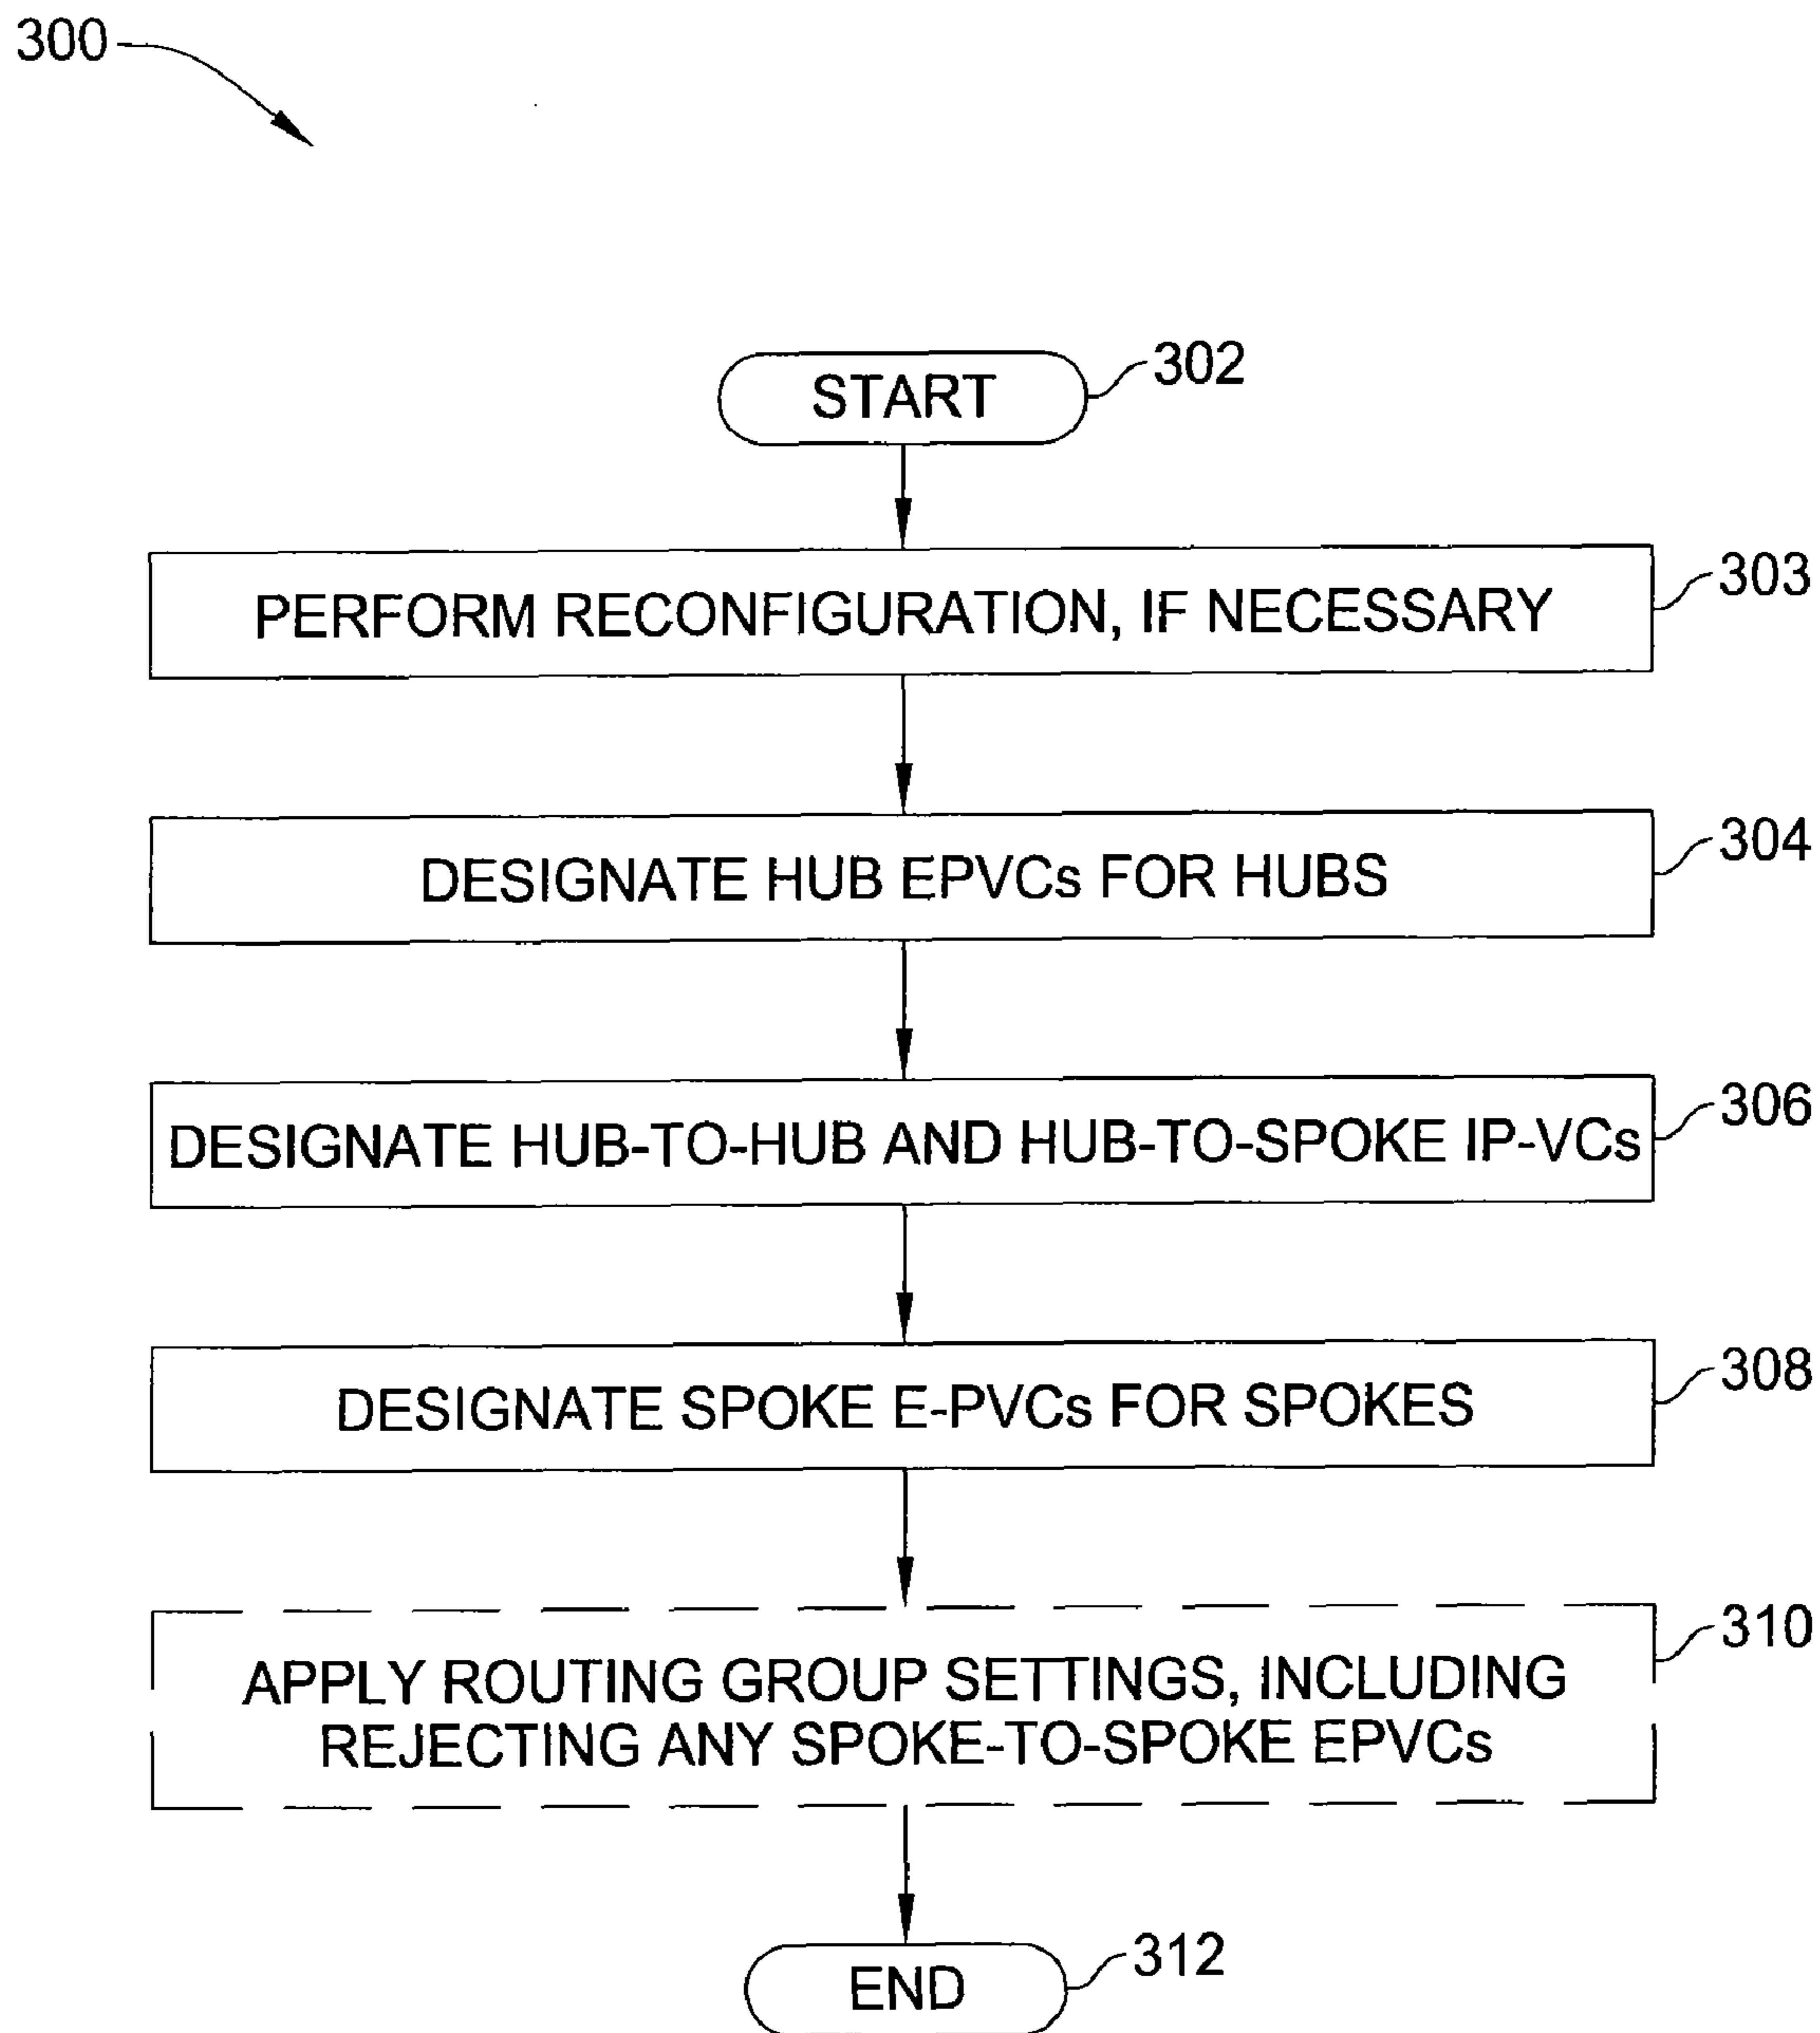 300
START
302
PERFORM RECONFIGURATION, IF NECESSARY
303
DESIGNATE HUB EPVCs FOR HUBS
304
DESIGNATE HUB-TO-HUB AND HUB-TO-SPOKE IP-VCs
306
DESIGNATE SPOKE E-PVCs FOR SPOKES
308
APPLY ROUTING GROUP SETTINGS, INCLUDING
REJECTING ANY SPOKE-TO-SPOKE EPVCs
310
END
312